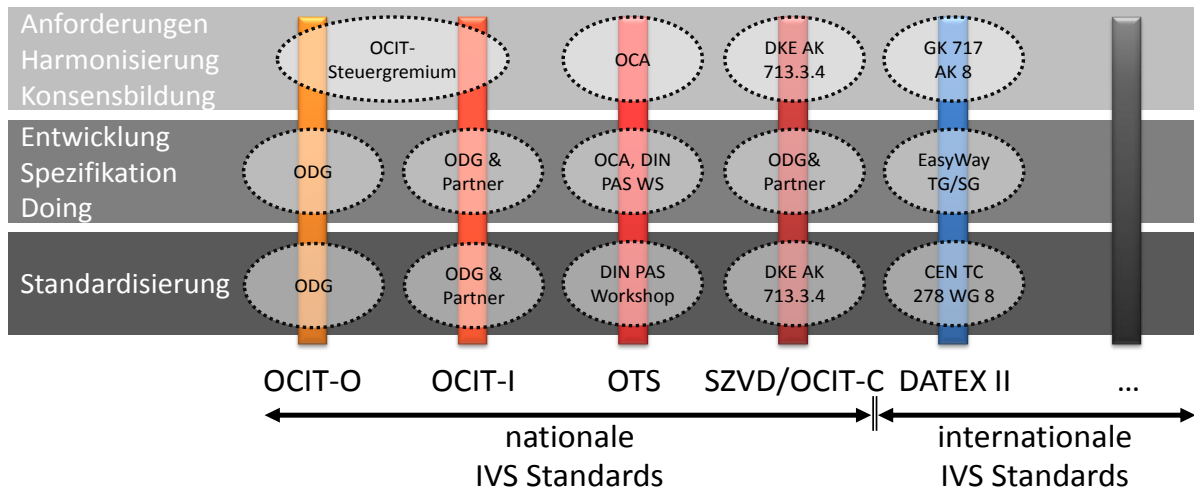 Anforderungen
Harmonisierung
Konsensbildung
OCIT-
Steuergremium
OCA
DKE AK
713.3.4
GK 717
AK 8
Entwicklung
Spezifikation
Doing
ODG
ODG &
Partner
OCA, DIN
PAS WS
ODG&
Partner
EasyWay
TG/SG
Standardisierung
ODG
ODG &
Partner
DIN PAS
Workshop
DKE AK
713.3.4
CEN TC
278 WG 8
OCIT-O
OCIT-I
OTS
SZVD/OCIT-C
DATEX II
...
nationale
IVS Standards
internationale
IVS Standards